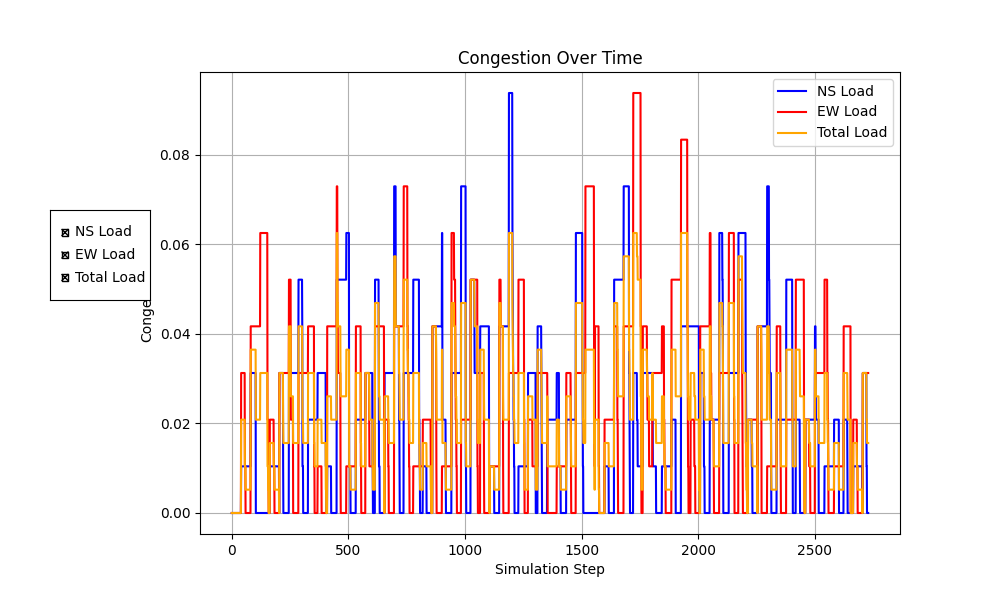 Congestion Over Time
NS Load
EW Load
Total Load
0.08
0.06
0.04
0.02
0.00
NS Load
EW Load
Total Load
Conge
0
500
1000
1500
2000
2500
Simulation Step